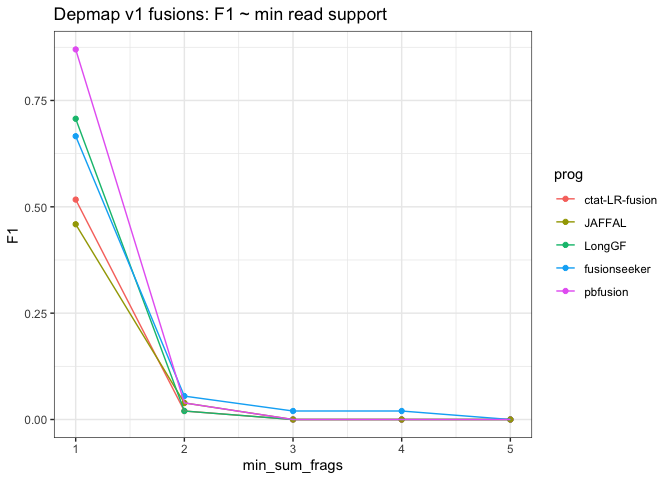 Depmap v1 fusions: F1 ~ min read support
0.75
0.50
0.25
0.00
F1
1 2 3 4 5
min_sum_frags
prog
ctat-LR-fusion
JAFFAL
LongGF
fusionseeker
pbfusion